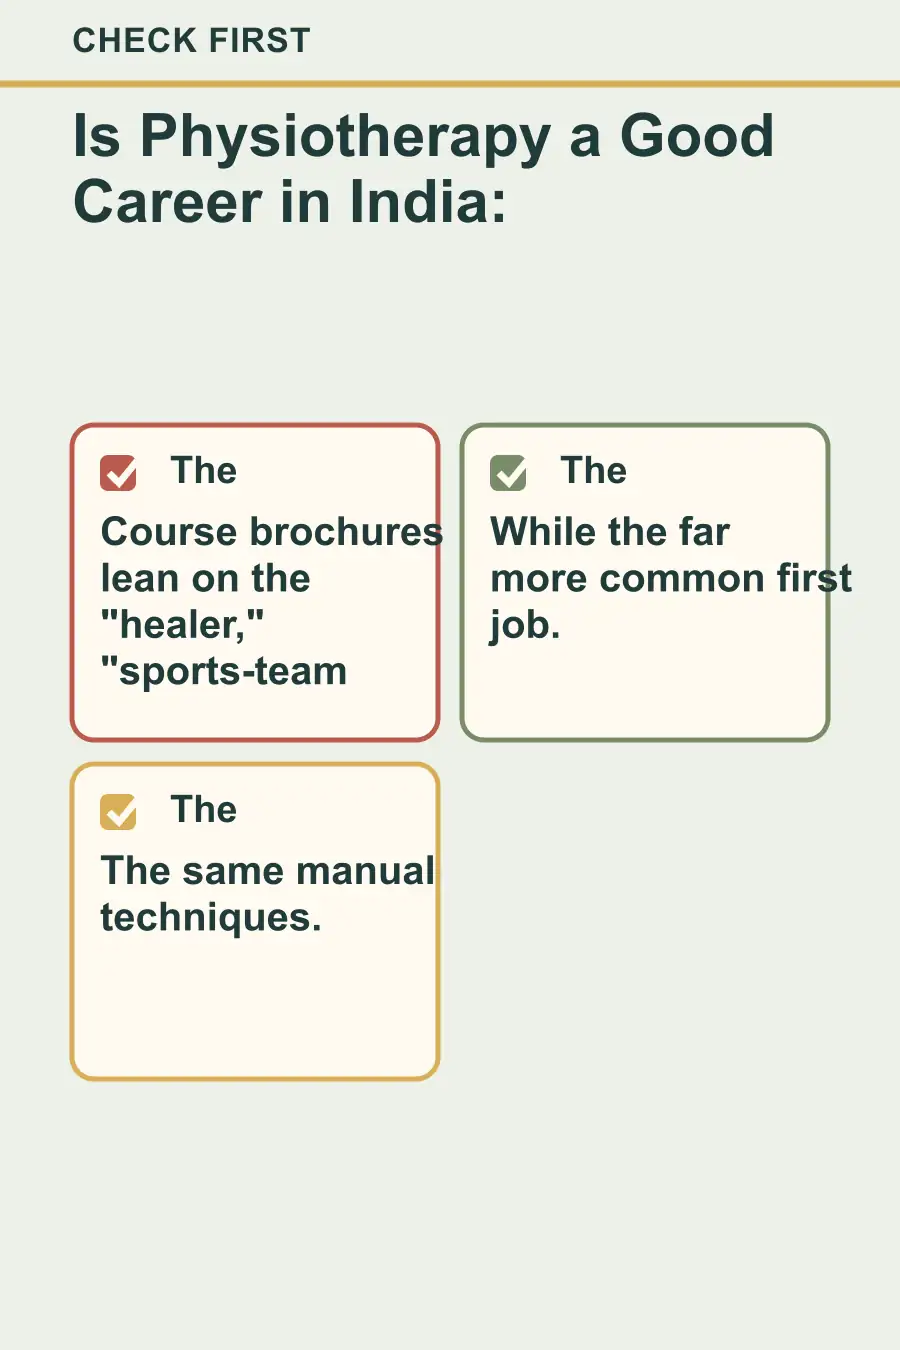 CHECK FIRST
Is Physiotherapy a Good
Career in India:
The
Course brochures
lean on the
"healer,"
"sports-team
The
While the far
more common first
job.
The
The same manual
techniques.